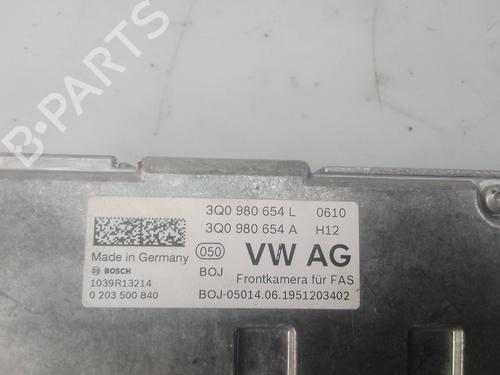 B-PARTS
3Q0 980 654 L 0610
3Q0 980 654 A H12
Made in Germany 050 VW AG
BOSCH BOJ Frontkamera für FAS
1039R13214
0 203 500 840 BOJ-05014.06.1951203402